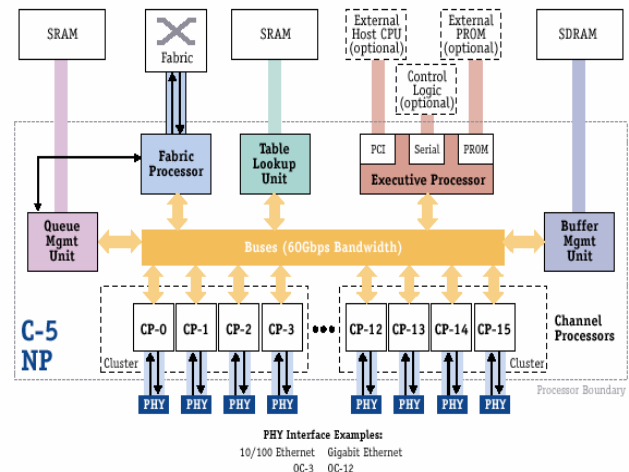 SRAM
Fabric
SRAM
External
Host CPU
(optional)
External
PROM
(optional)
SDRAM
Control
Logic
(optional)
PCI
Serial
PROM
Fabric
Processor
Table
Lookup
Unit
Executive Processor
Queue
Mgmt
Unit
Buses (60Gbps Bandwidth)
Buffer
Mgmt
Unit
CP-0
CP-1
CP-2
CP-3
CP-12
CP-13
CP-14
CP-15
Channel
Processors
C-5
NP
Cluster
Cluster
Processor Boundary
PHY
PHY
PHY
PHY
PHY
PHY
PHY
PHY
PHY Interface Examples:
10/100 Ethernet Gigabit Ethernet
OC-3 OC-12